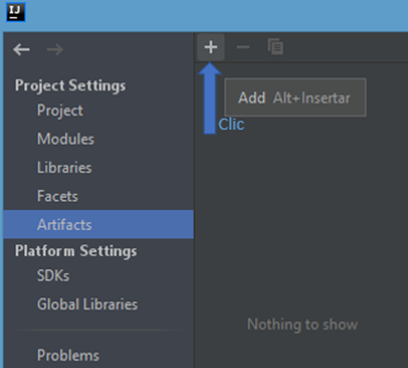 IJ
Project Settings
Project
Modules
Libraries
Facets
Artifacts
Platform Settings
SDKs
Global Libraries
Problems
Add Alt+Insertar
Clic
Nothing to show